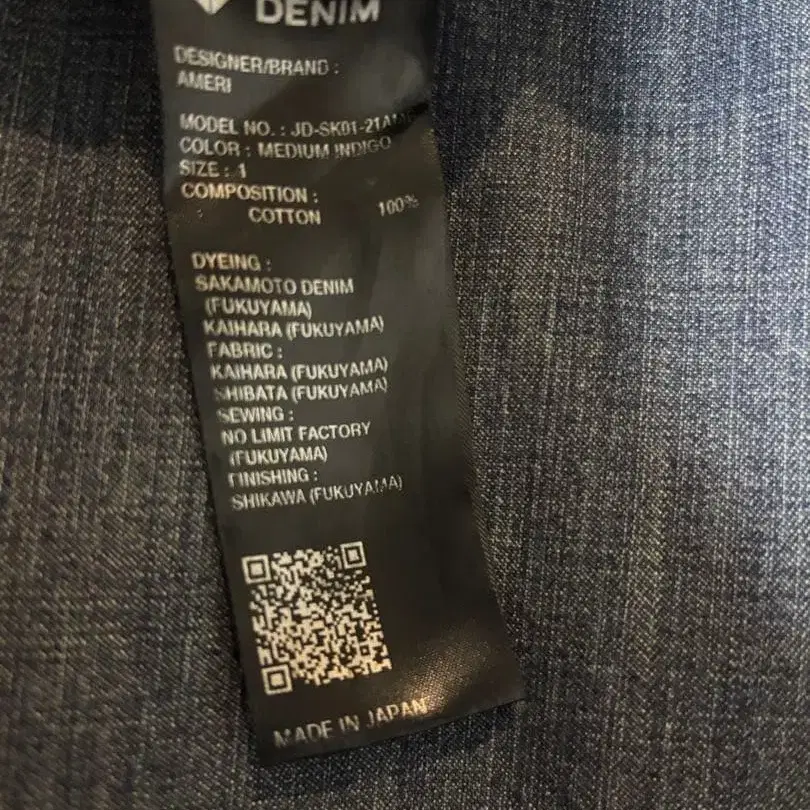 DENIM
DESIGNER/BRAND :
AMERI
MODEL NO. : JD-SK01-21AM
COLOR : MEDIUM INDIGO
SIZE : 1
COMPOSITION :
COTTON 100%
DYEING :
SAKAMOTO DENIM
(FUKUYAMA)
KAIHARA (FUKUYAMA)
FABRIC :
KAIHARA (FUKUYAMA)
SHIBATA (FUKUYAMA)
SEWING :
NO LIMIT FACTORY
(FUKUYAMA)
FINISHING :
SHIKAWA (FUKUYAMA)
MADE IN JAPAN